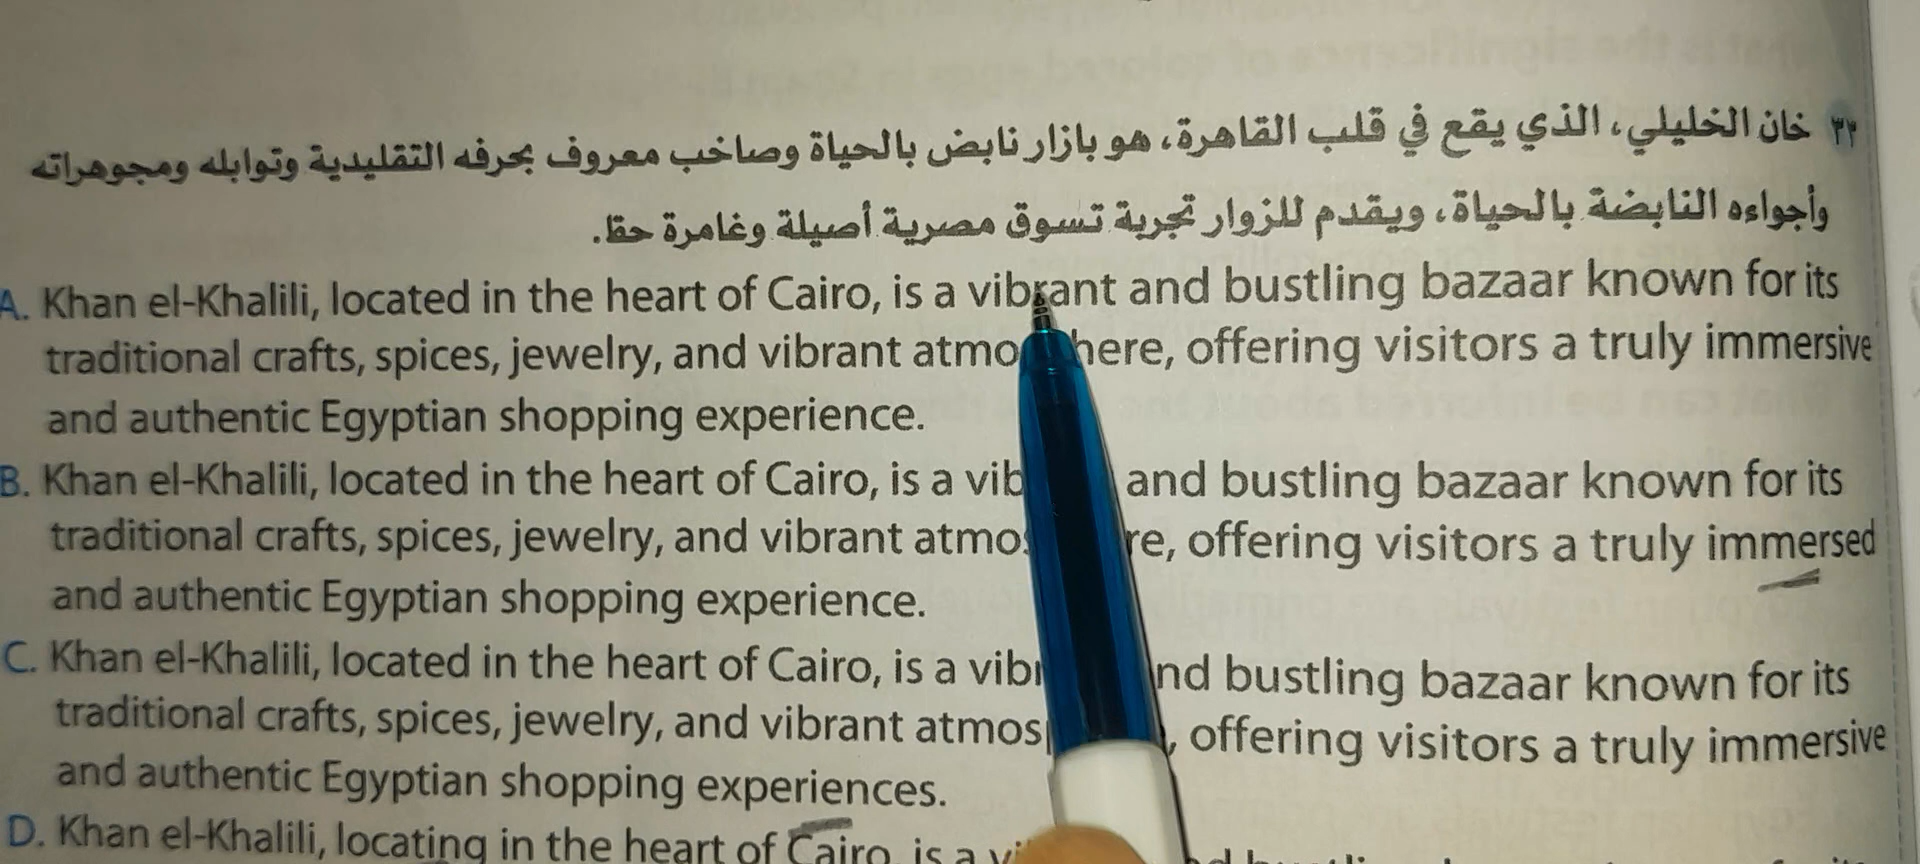 ٣٢ خان الخليلي، الذي يقع في قلب القاهرة، هو بازار نابض بالحياة وصاخب معروف بحرفه التقليدية وتوابله ومجوهراته
وأجواءه النابضة بالحياة، ويقدم للزوار تجربة تسوق مصرية أصيلة وغامرة حقا.
A. Khan el-Khalili, located in the heart of Cairo, is a vibrant and bustling bazaar known for its
traditional crafts, spices, jewelry, and vibrant atmo here, offering visitors a truly immersive
and authentic Egyptian shopping experience.
B. Khan el-Khalili, located in the heart of Cairo, is a vib and bustling bazaar known for its
traditional crafts, spices, jewelry, and vibrant atmos re, offering visitors a truly immersed
and authentic Egyptian shopping experience.
C. Khan el-Khalili, located in the heart of Cairo, is a vibr nd bustling bazaar known for its
traditional crafts, spices, jewelry, and vibrant atmosp , offering visitors a truly immersive
and authentic Egyptian shopping experiences.
D. Khan el-Khalili, locating in the heart of Cairo, is a